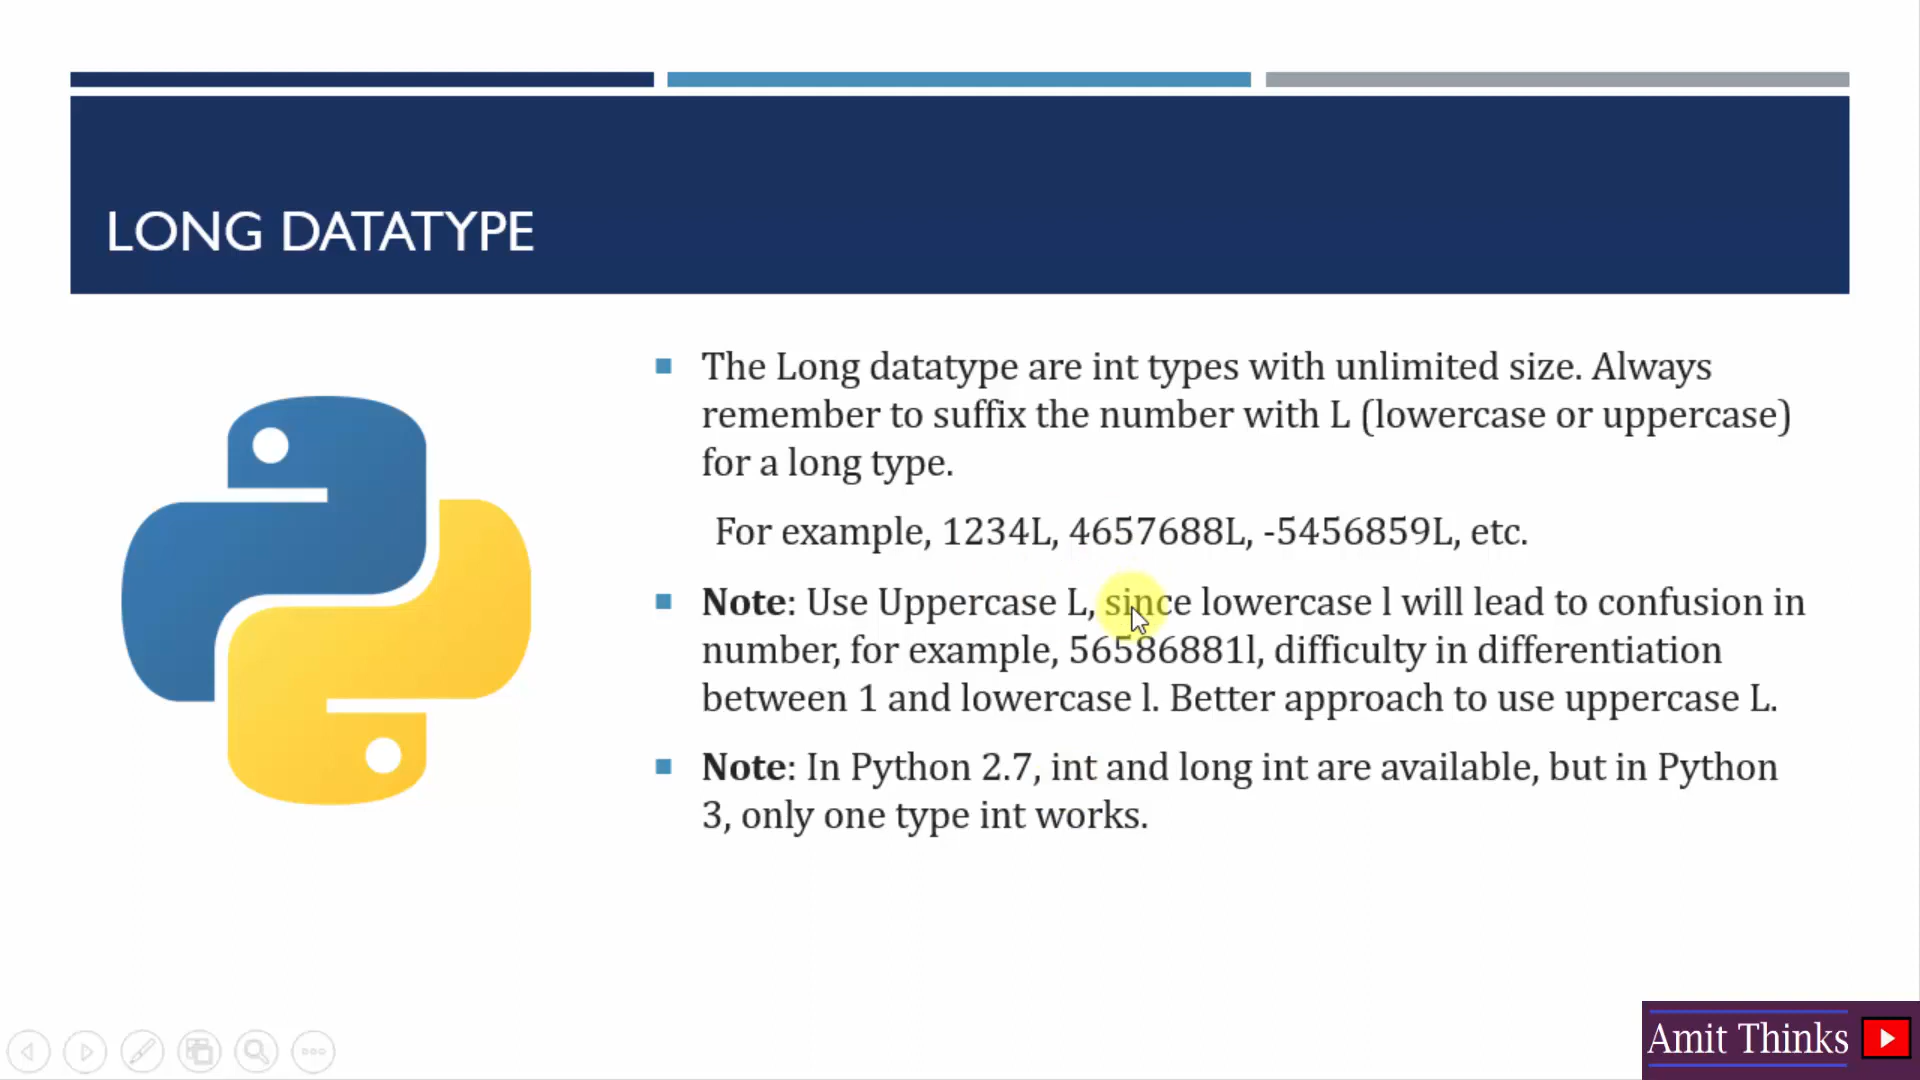 LONG DATATYPE
The Long datatype are int types with unlimited size. Always
remember to suffix the number with L (lowercase or uppercase)
for a long type.
For example, 1234L, 4657688L, -5456859L, etc.
Note: Use Uppercase L, since lowercase l will lead to confusion in
number, for example, 56586881l, difficulty in differentiation
between 1 and lowercase l. Better approach to use uppercase L.
Note: In Python 2.7, int and long int are available, but in Python
3, only one type int works.
Amit Thinks